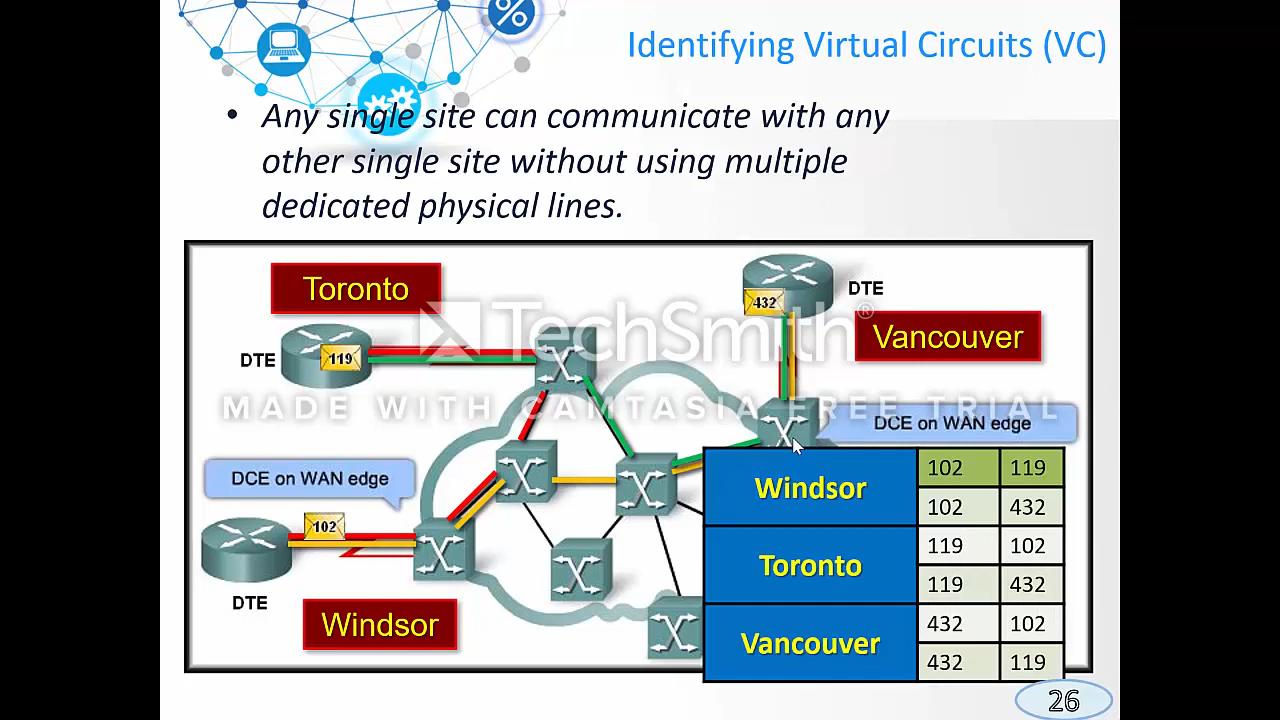 Identifying Virtual Circuits (VC)
• Any single site can communicate with any
other single site without using multiple
dedicated physical lines.
Toronto
DTE
119
432
DTE
Vancouver
TechSmith®
MADE WITH CAMTASIA FREE TRIAL
DCE on WAN edge
DCE on WAN edge
102
DTE
Windsor
Windsor 102 119
102 432
Toronto 119 102
119 432
Vancouver 432 102
432 119
26